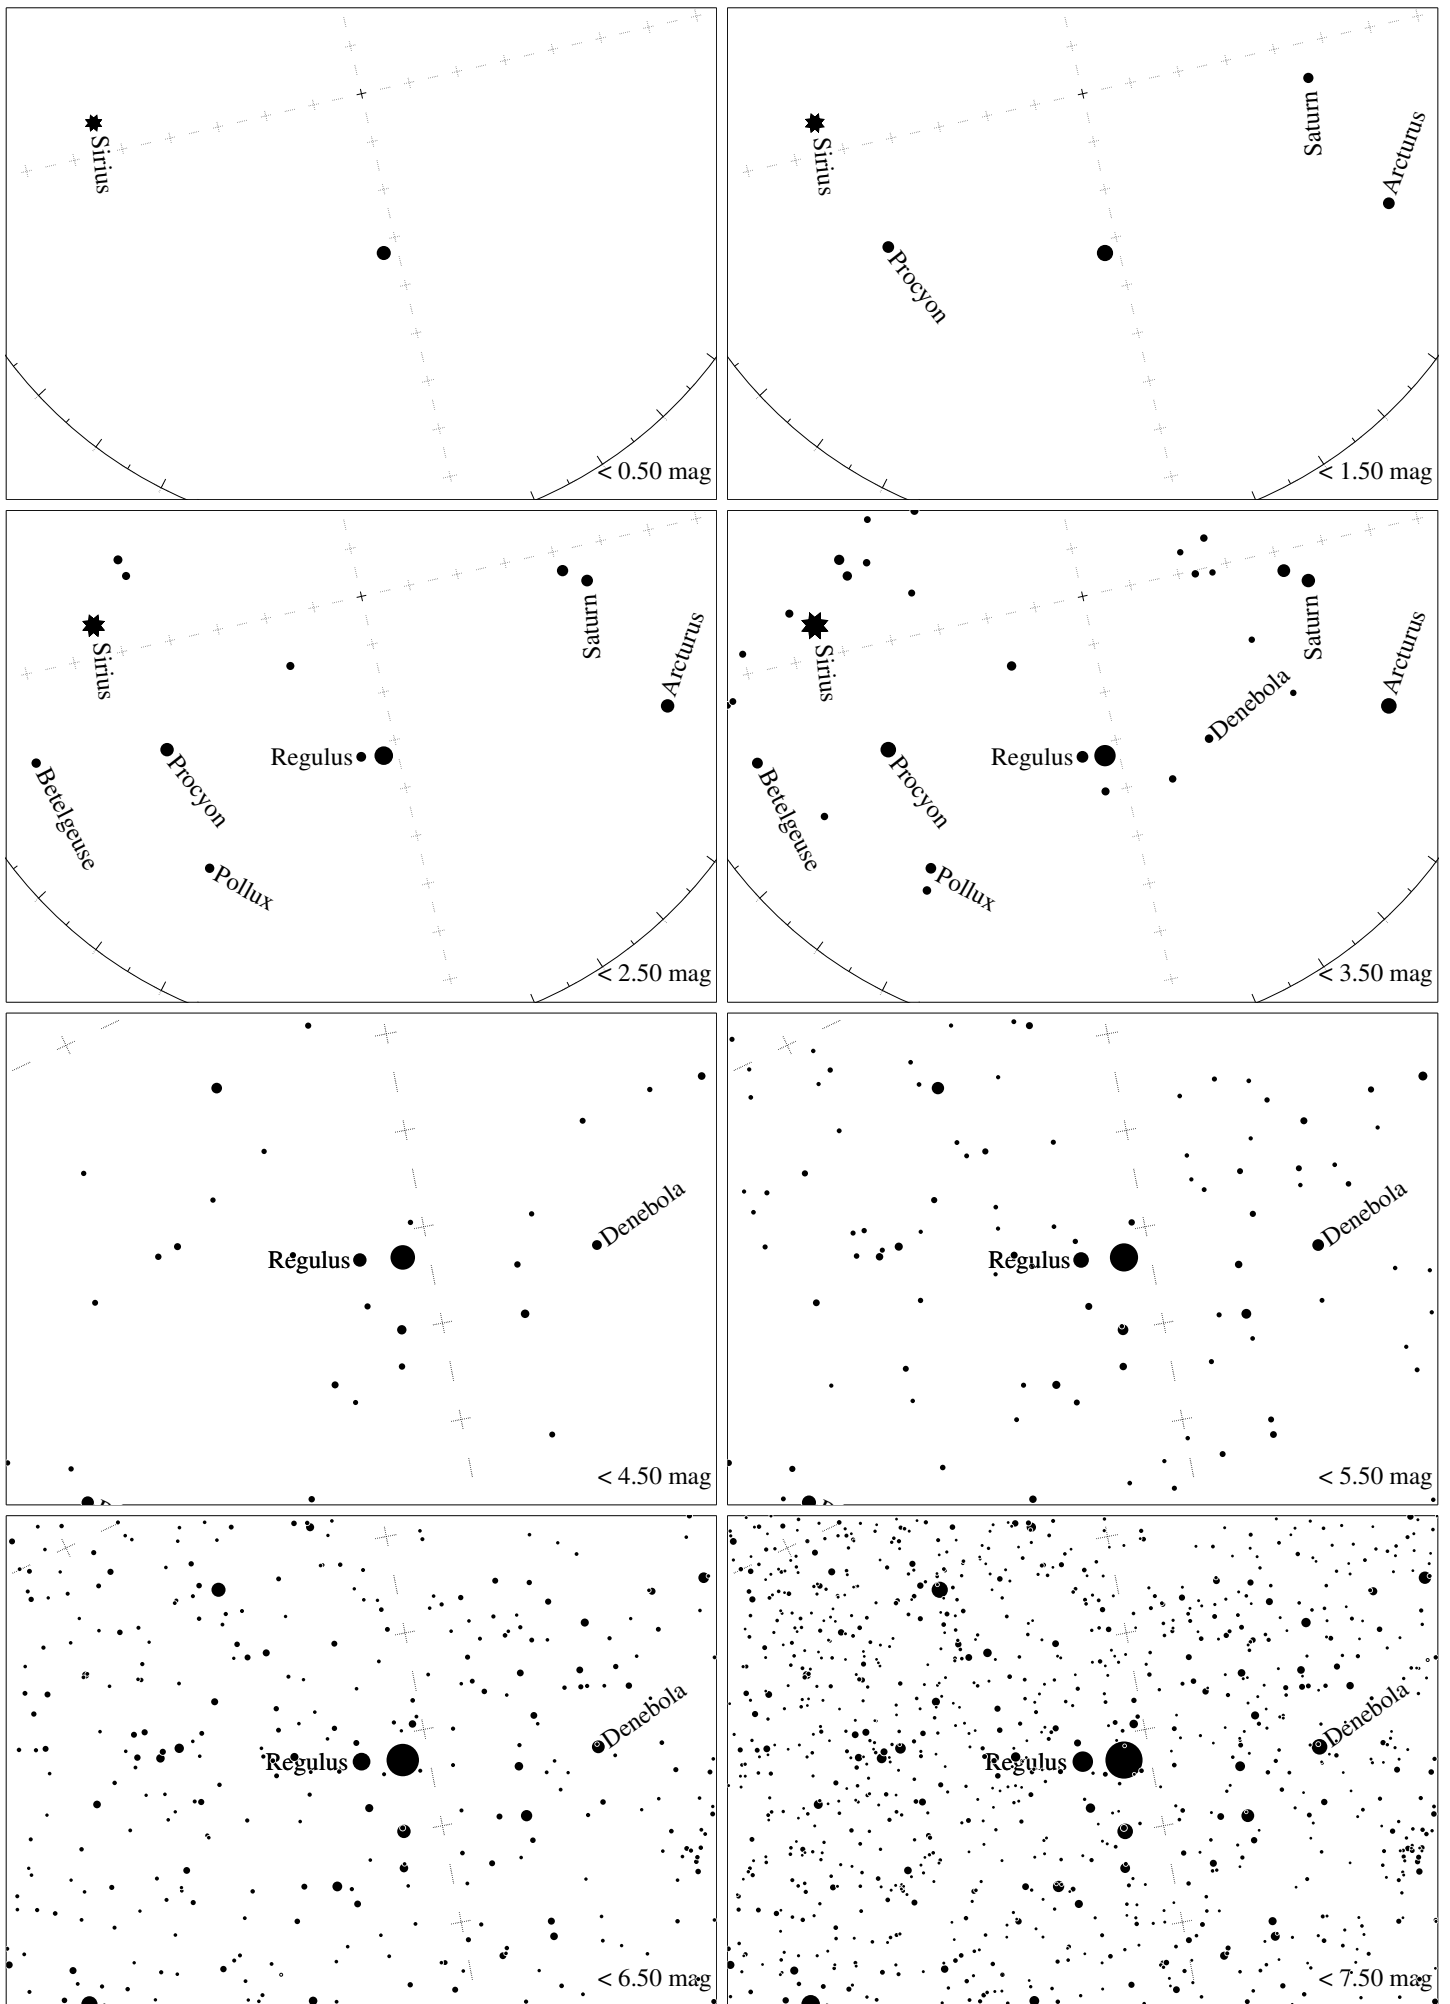 Sirius
< 0.50 mag
Saturn
Arcturus
Sirius
Procyon
< 1.50 mag
Saturn
Arcturus
Sirius
Regulus
Procyon
Betelgeuse
Pollux
< 2.50 mag
Saturn
Arcturus
Sirius
Denebola
Regulus
Procyon
Betelgeuse
Pollux
< 3.50 mag
Denebola
Regulus
< 4.50 mag
Denebola
Regulus
< 5.50 mag
Denebola
Regulus
< 6.50 mag
Denebola
Regulus
< 7.50 mag